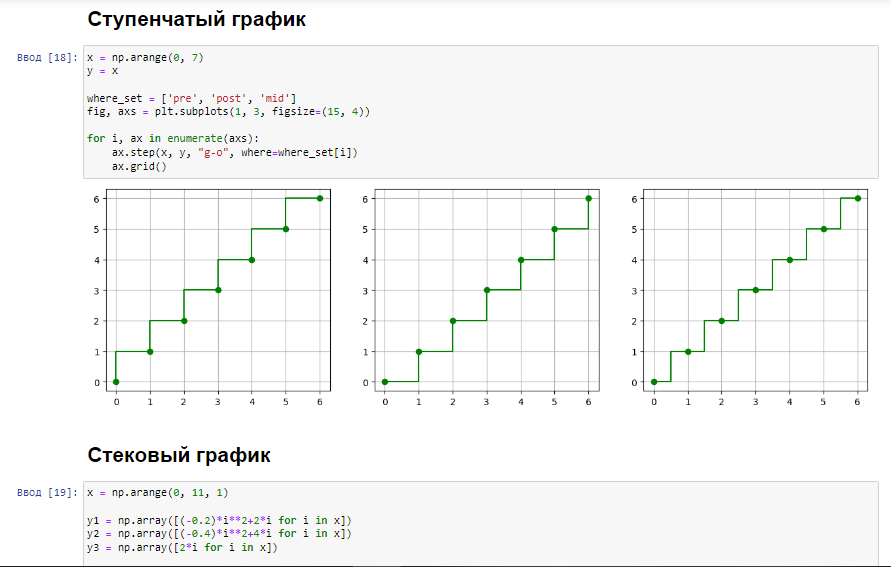 Ступенчатый график
Ввод [18]:
x = np.arange(0, 7)
y = x
where_set = ['pre', 'post', 'mid']
fig, axs = plt.subplots(1, 3, figsize=(15, 4))
for i, ax in enumerate(axs):
ax.step(x, y, "g-o", where=where_set[i])
ax.grid()
6 5 4 3 2 1 0
0 1 2 3 4 5 6
6 5 4 3 2 1 0
0 1 2 3 4 5 6
6 5 4 3 2 1 0
0 1 2 3 4 5 6
Стековый график
Ввод [19]:
x = np.arange(0, 11, 1)
y1 = np.array([(-0.2)*i**2+2*i for i in x])
y2 = np.array([(-0.4)*i**2+4*i for i in x])
y3 = np.array([2*i for i in x])